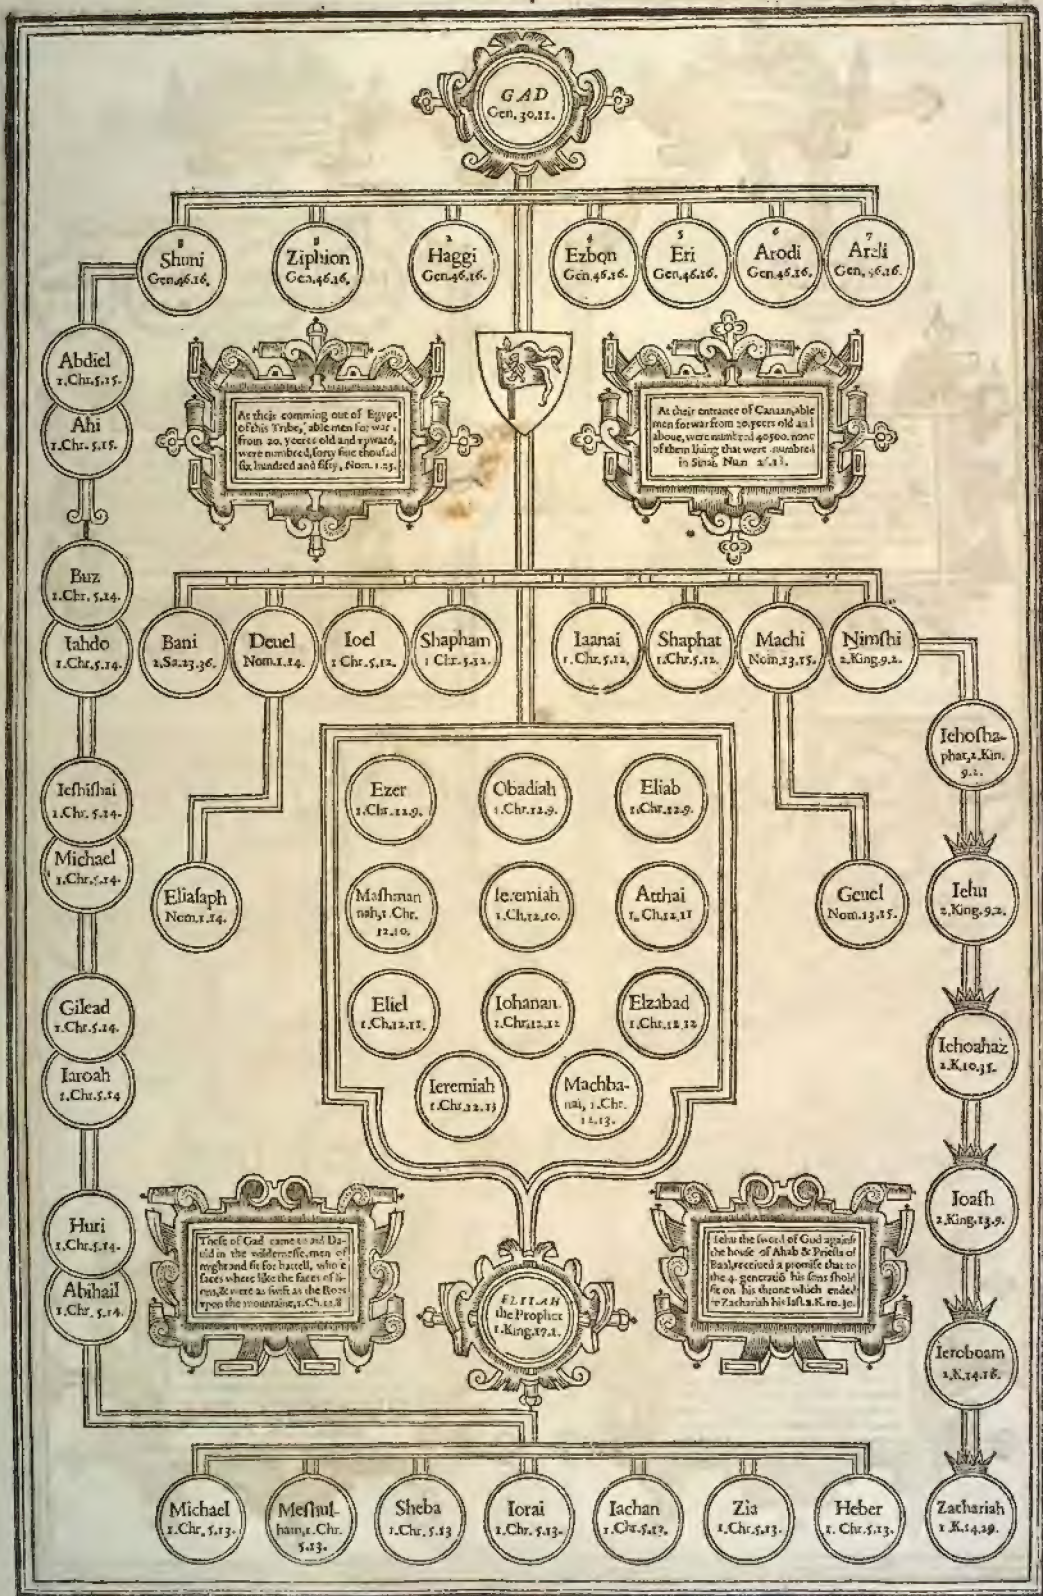 GAD
Gen. 30.11.
Shuni
Gen.46.16.
Ziphion
Gen.46.16.
2
Haggi
Gen.46.16.
4
Ezbon
Gen.46.16.
5
Eri
Gen.46.16.
6
Arodi
Gen.46.16.
7
Areli
Gen. 46.16.
Abdiel
1.Chr.5.15.
Ahi
1.Chr.5.15.
At their comming out of Egypt,
of this Tribe, able men for war,
from 20. yeeres old and vpward,
were numbred, forty fiue thousād
six hundred and fifty, Nom. 1.25.
At their entrance of Canaan, able
men for war from 20. yeers old and
aboue, were numbred 40500. none
of them liuing that were numbred
in Sinai, Num
Buz
1.Chr. 5.14.
Iahdo
1.Chr.5.14.
Bani
2.Sa.23.36.
Deuel
Nom.1.14.
Ioel
1 Chr.5.12.
Shapham
1 Chr.5.12.
Iaanai
1.Chr.5.12.
Shaphat
1.Chr.5.12.
Machi
Nom.13.15.
Nimshi
2.King.9.2.
Iehosha-
phat,2.Kin.
9.2.
Ieshishai
1.Chr. 5.14.
Michael
1.Chr.5.14.
Ezer
1.Chr.12.9.
Obadiah
1.Chr.12.9.
Eliab
1.Chr.12.9.
Eliasaph
Nom.1.14.
Mashman
nah,1.Chr.
12.10.
Ieremiah
1.Ch.12.10.
Atthai
1.Ch.12.11
Geuel
Nom.13.15.
Iehu
2.King.9.2.
Gilead
1.Chr.5.14.
Iaroah
1.Chr.5.14
Eliel
1.Ch.12.11.
Iohanan
1.Chr.12.12
Elzabad
1.Chr.12.12
Iehoahaz
2.K.10.35.
Ieremiah
1.Chr.12.13
Machba-
nai, 1.Chr.
12.13.
Huri
1.Chr.5.14.
Abihail
1.Chr. 5.14.
These of Gad came to aid Da-
uid in the wildernesse, men of
might and fit for battell, whose
faces where like the faces of li-
ons, & were as swift as the Roes
vpon the mountaine, 1.Ch.12.8
ELIIAH
the Prophet
1.King.17.1.
Iehu the sword of God against
the house of Ahab & Priests of
Baal, receiued a promise that to
the 4. generatiō his sons shold
sit on his throne which ended
in Zachariah his last. 2.K.10.30.
Ioash
2.King.13.9.
Ieroboam
2.K.14.16.
Michael
1.Chr. 5.13.
Meshul-
ham,1.Chr.
5.13.
Sheba
1.Chr. 5.13
Iorai
1.Chr. 5.13.
Iachan
1.Chr.5.13.
Zia
1.Chr.5.13.
Heber
1. Chr.5.13.
Zachariah
1 K.14.29.